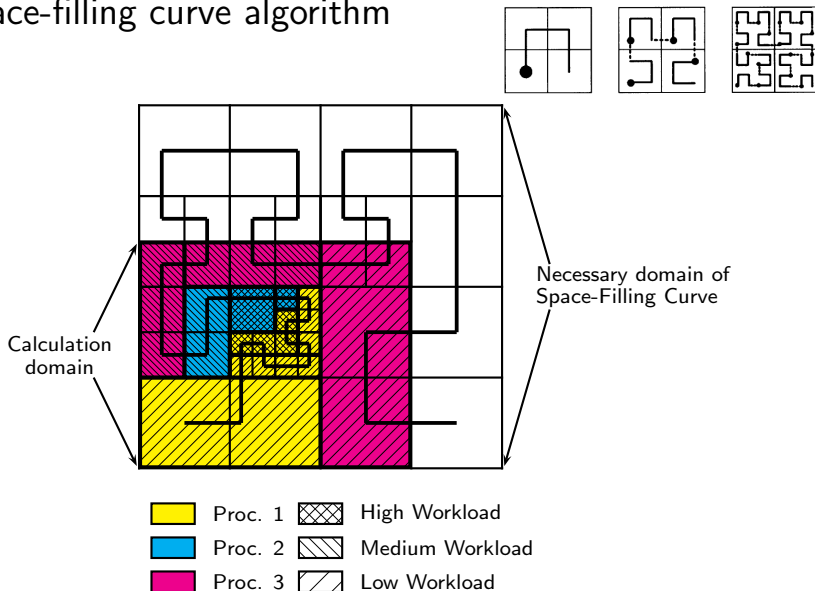 ace-filling curve algorithm
Necessary domain of
Space-Filling Curve
Calculation
domain
Proc. 1 High Workload
Proc. 2 Medium Workload
Proc. 3 Low Workload